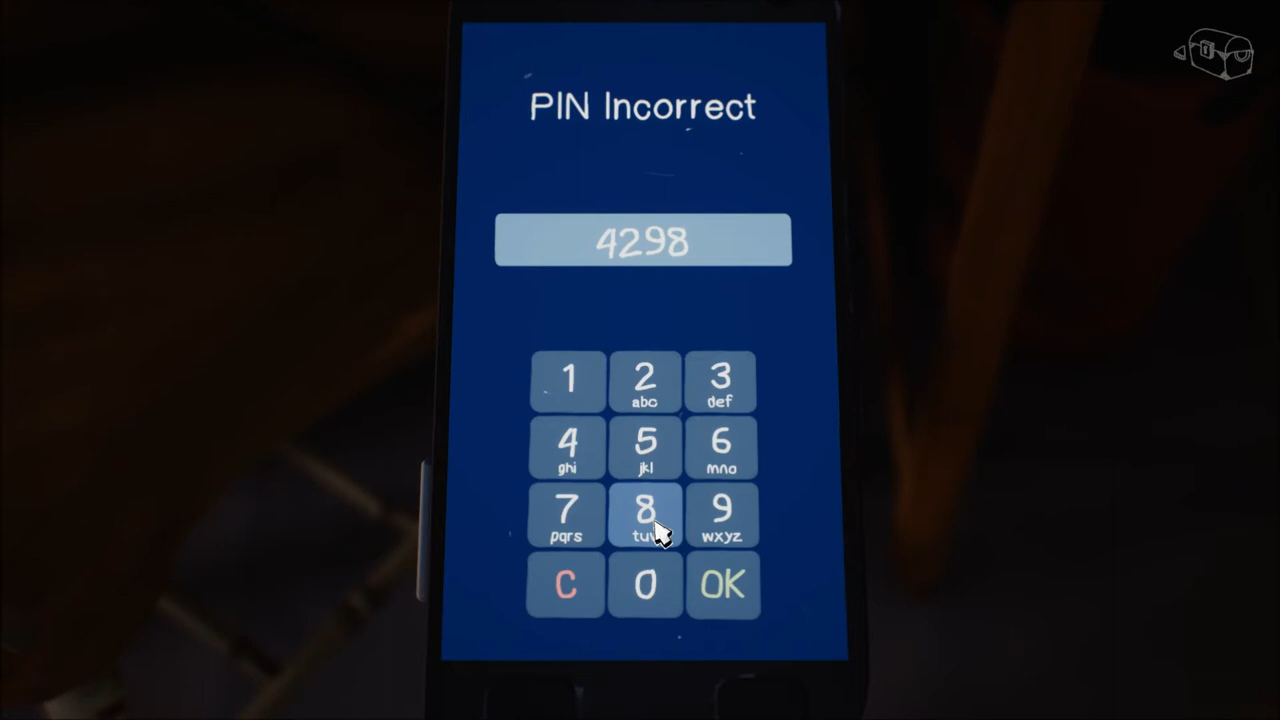 PIN Incorrect
4298
1 2 3
abc def
4 5 6
ghi jkl mno
7 8 9
pqrs tuv wxyz
C 0 OK